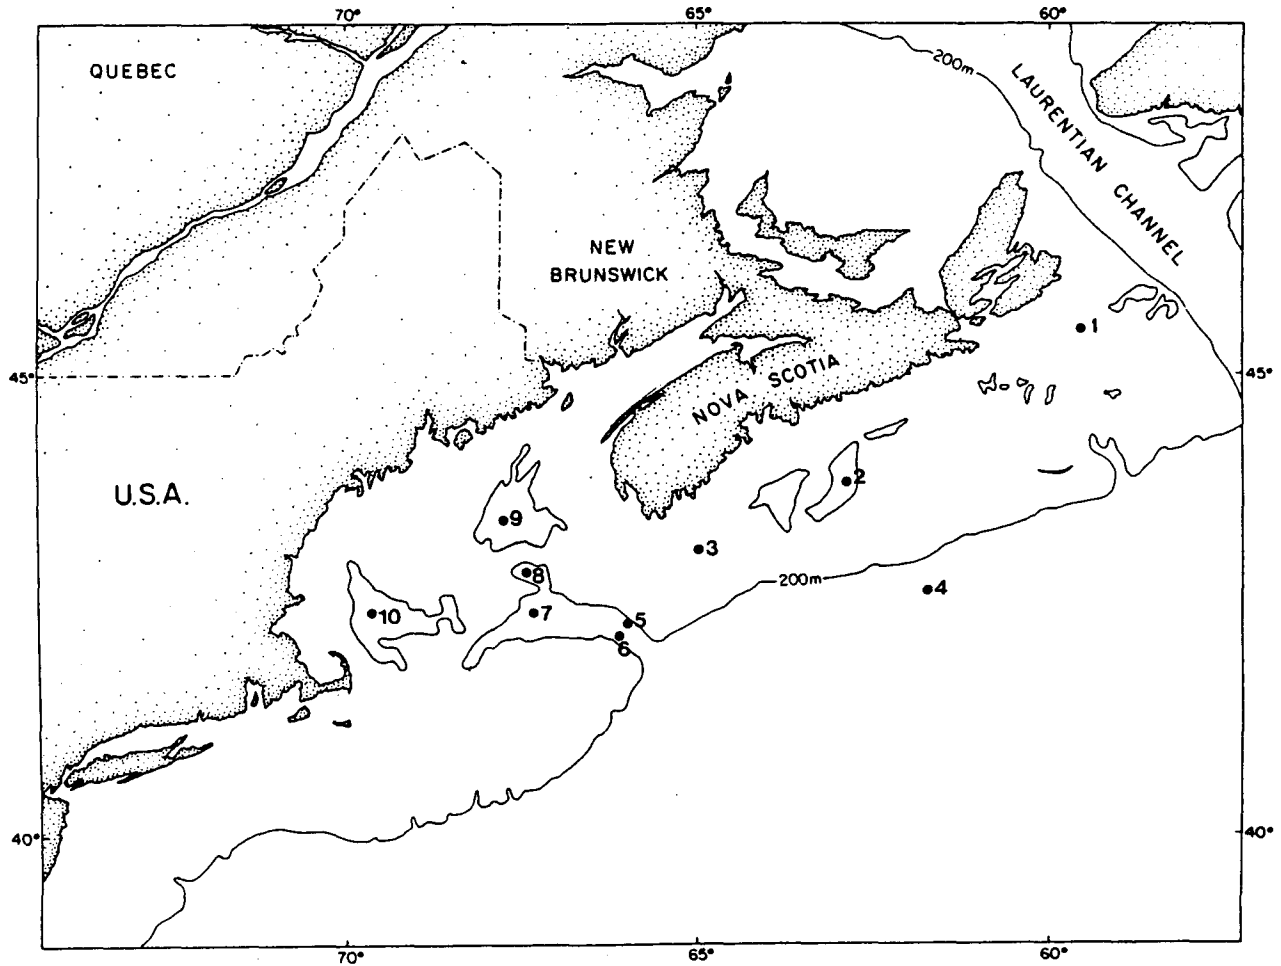 70° 65° 60°
QUEBEC
200m
LAURENTIAN CHANNEL
NEW
BRUNSWICK
1
45° 45°
NOVA SCOTIA
2
U.S.A.
9
3
8
200m
4
10
7
5
6
40° 40°
70° 65° 60°